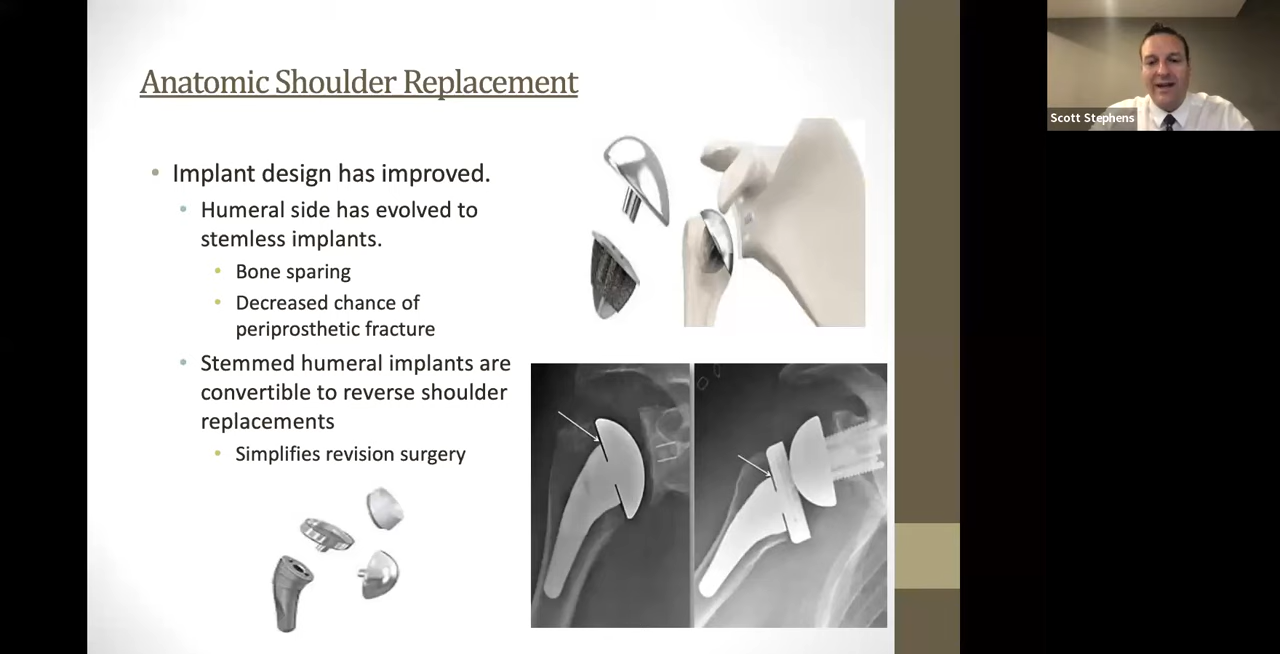 Anatomic Shoulder Replacement
• Implant design has improved.
• Humeral side has evolved to
stemless implants.
• Bone sparing
• Decreased chance of
periprosthetic fracture
• Stemmed humeral implants are
convertible to reverse shoulder
replacements
• Simplifies revision surgery
Scott Stephens